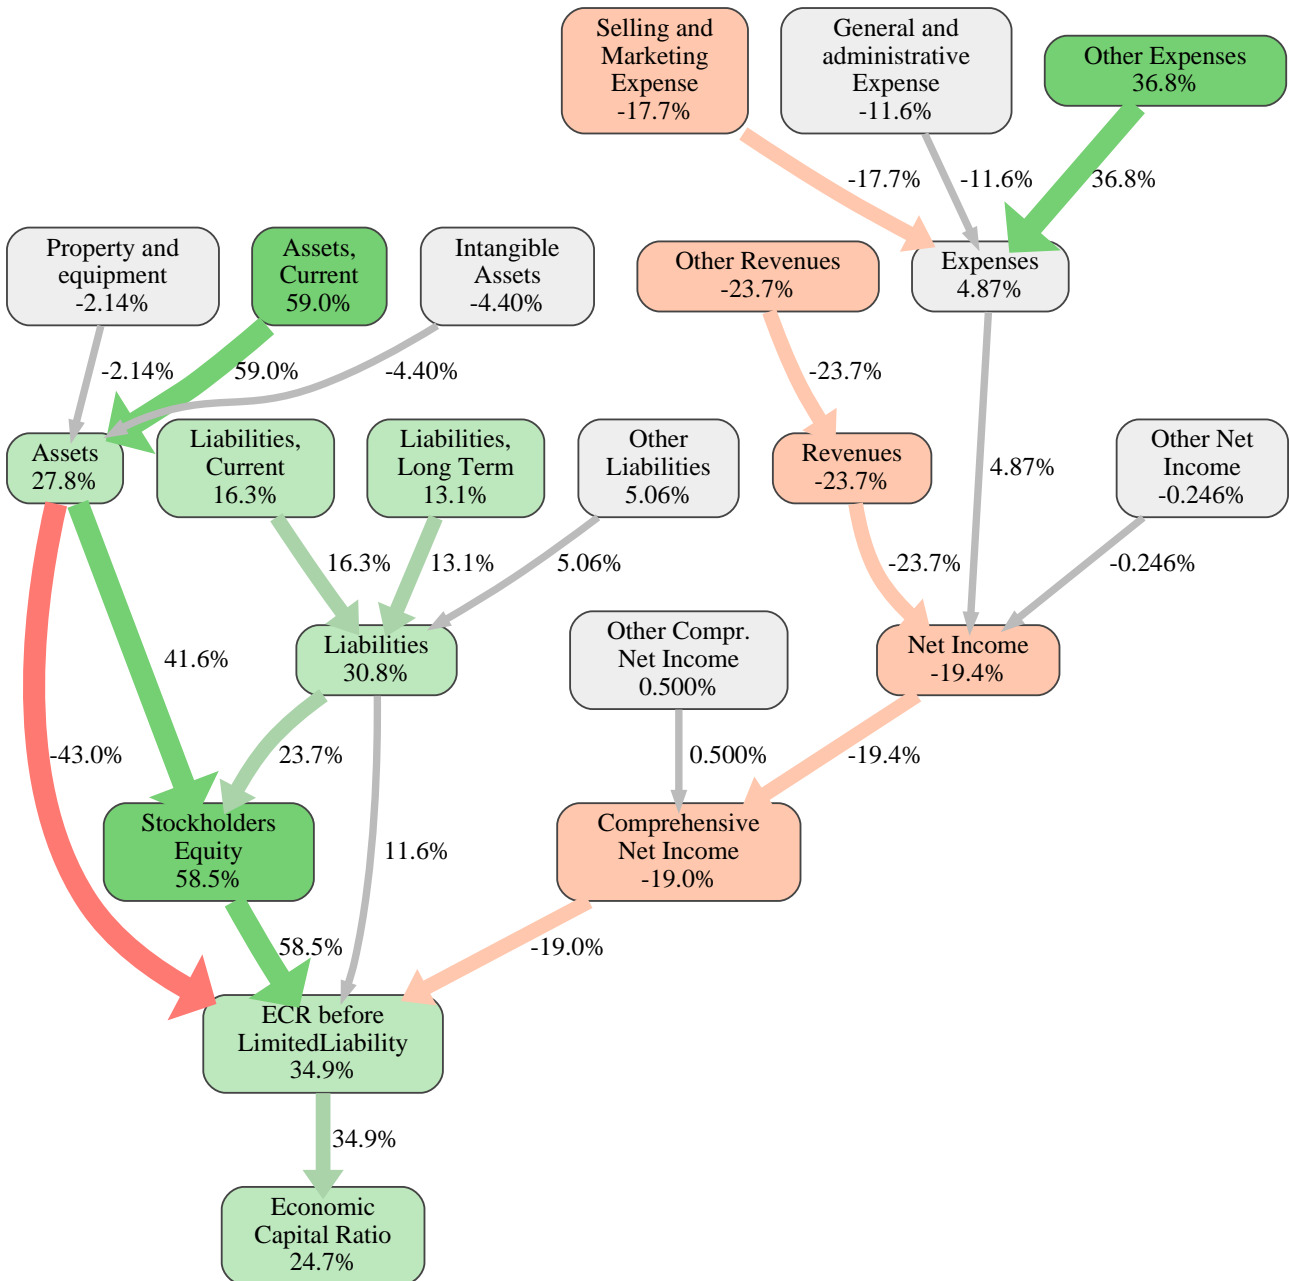 Selling and
Marketing
Expense
-17.7%
General and
administrative
Expense
-11.6%
Other Expenses
36.8%
-17.7%
-11.6%
36.8%
Property and
equipment
-2.14%
Assets,
Current
59.0%
Intangible
Assets
-4.40%
Other Revenues
-23.7%
Expenses
4.87%
-2.14%
59.0%
-4.40%
-23.7%
Assets
27.8%
Liabilities,
Current
16.3%
Liabilities,
Long Term
13.1%
Other
Liabilities
5.06%
Revenues
-23.7%
4.87%
Other Net
Income
-0.246%
16.3%
13.1%
5.06%
-23.7%
-0.246%
41.6%
Liabilities
30.8%
Other Compr.
Net Income
0.500%
Net Income
-19.4%
-43.0%
23.7%
0.500%
-19.4%
Stockholders
Equity
58.5%
11.6%
Comprehensive
Net Income
-19.0%
58.5%
-19.0%
ECR before
LimitedLiability
34.9%
34.9%
Economic
Capital Ratio
24.7%